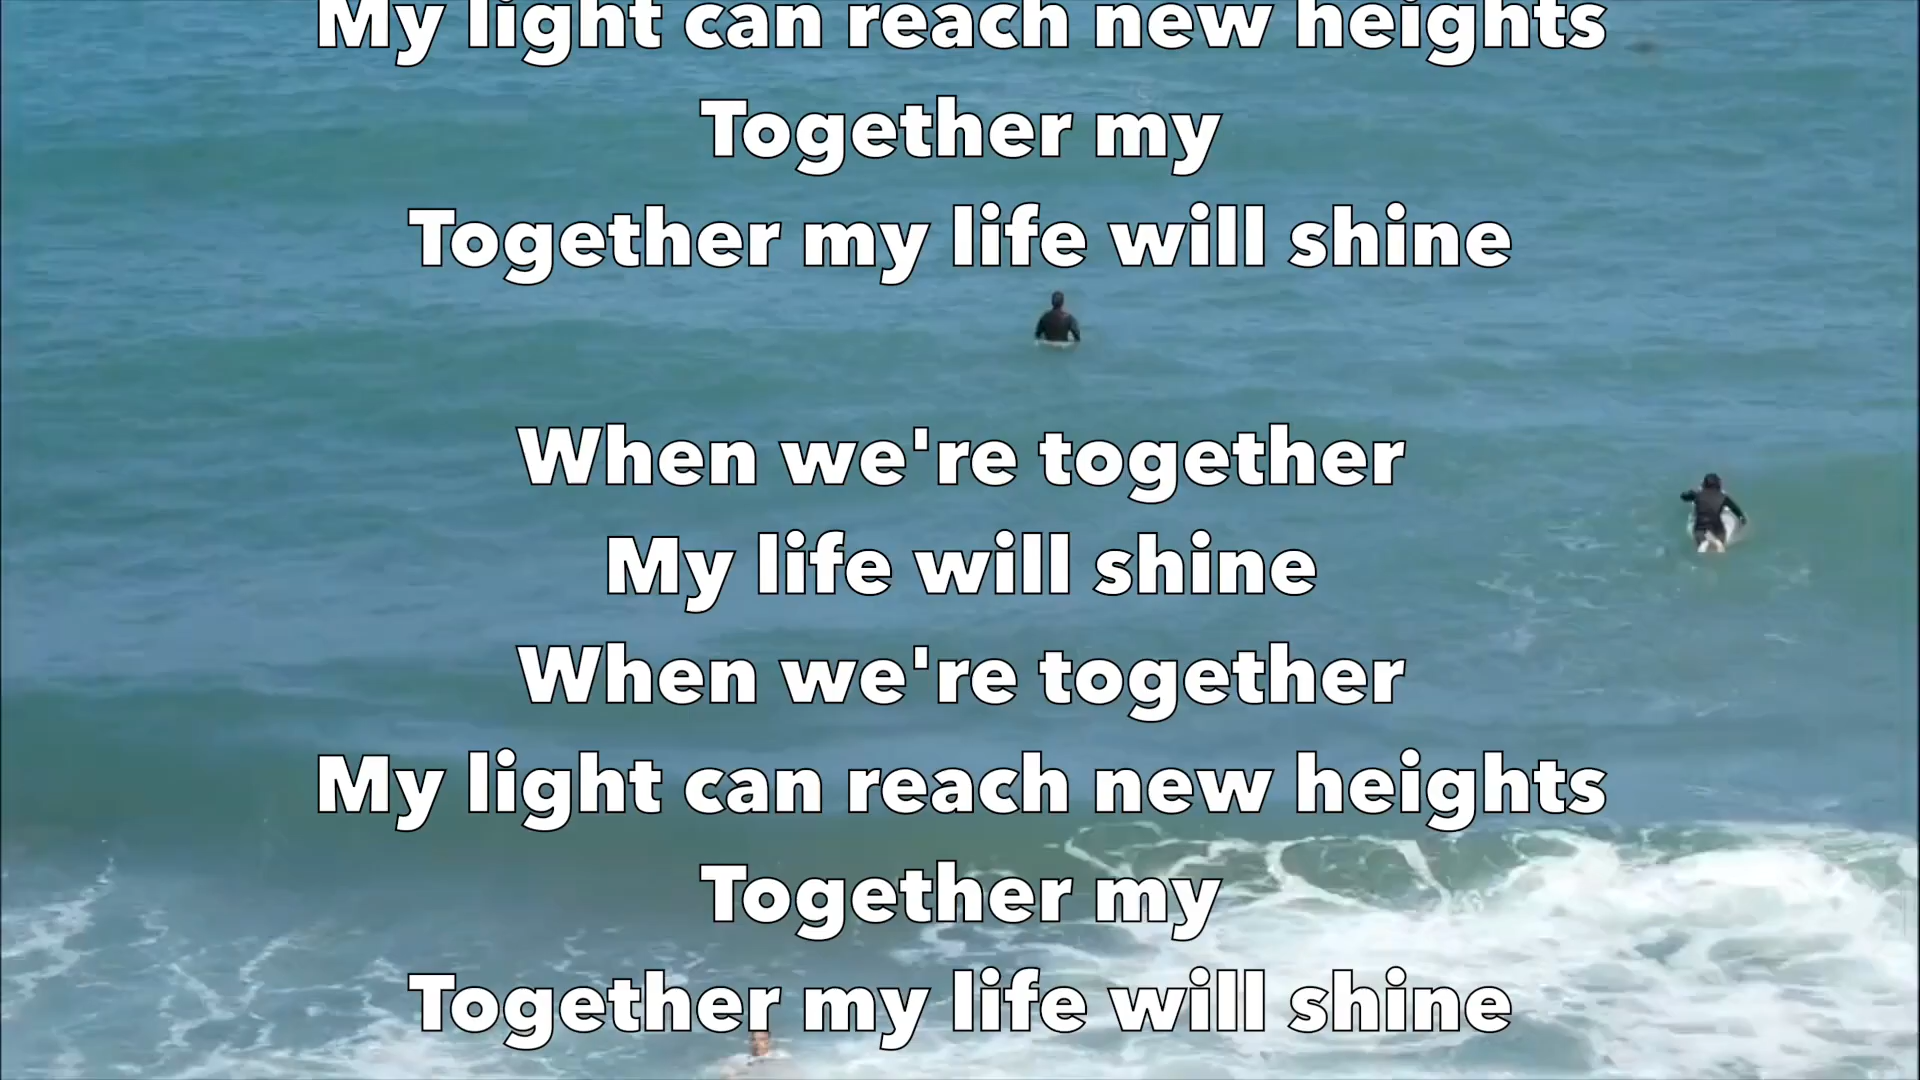 My light can reach new heights
Together my
Together my life will shine
When we're together
My life will shine
When we're together
My light can reach new heights
Together my
Together my life will shine